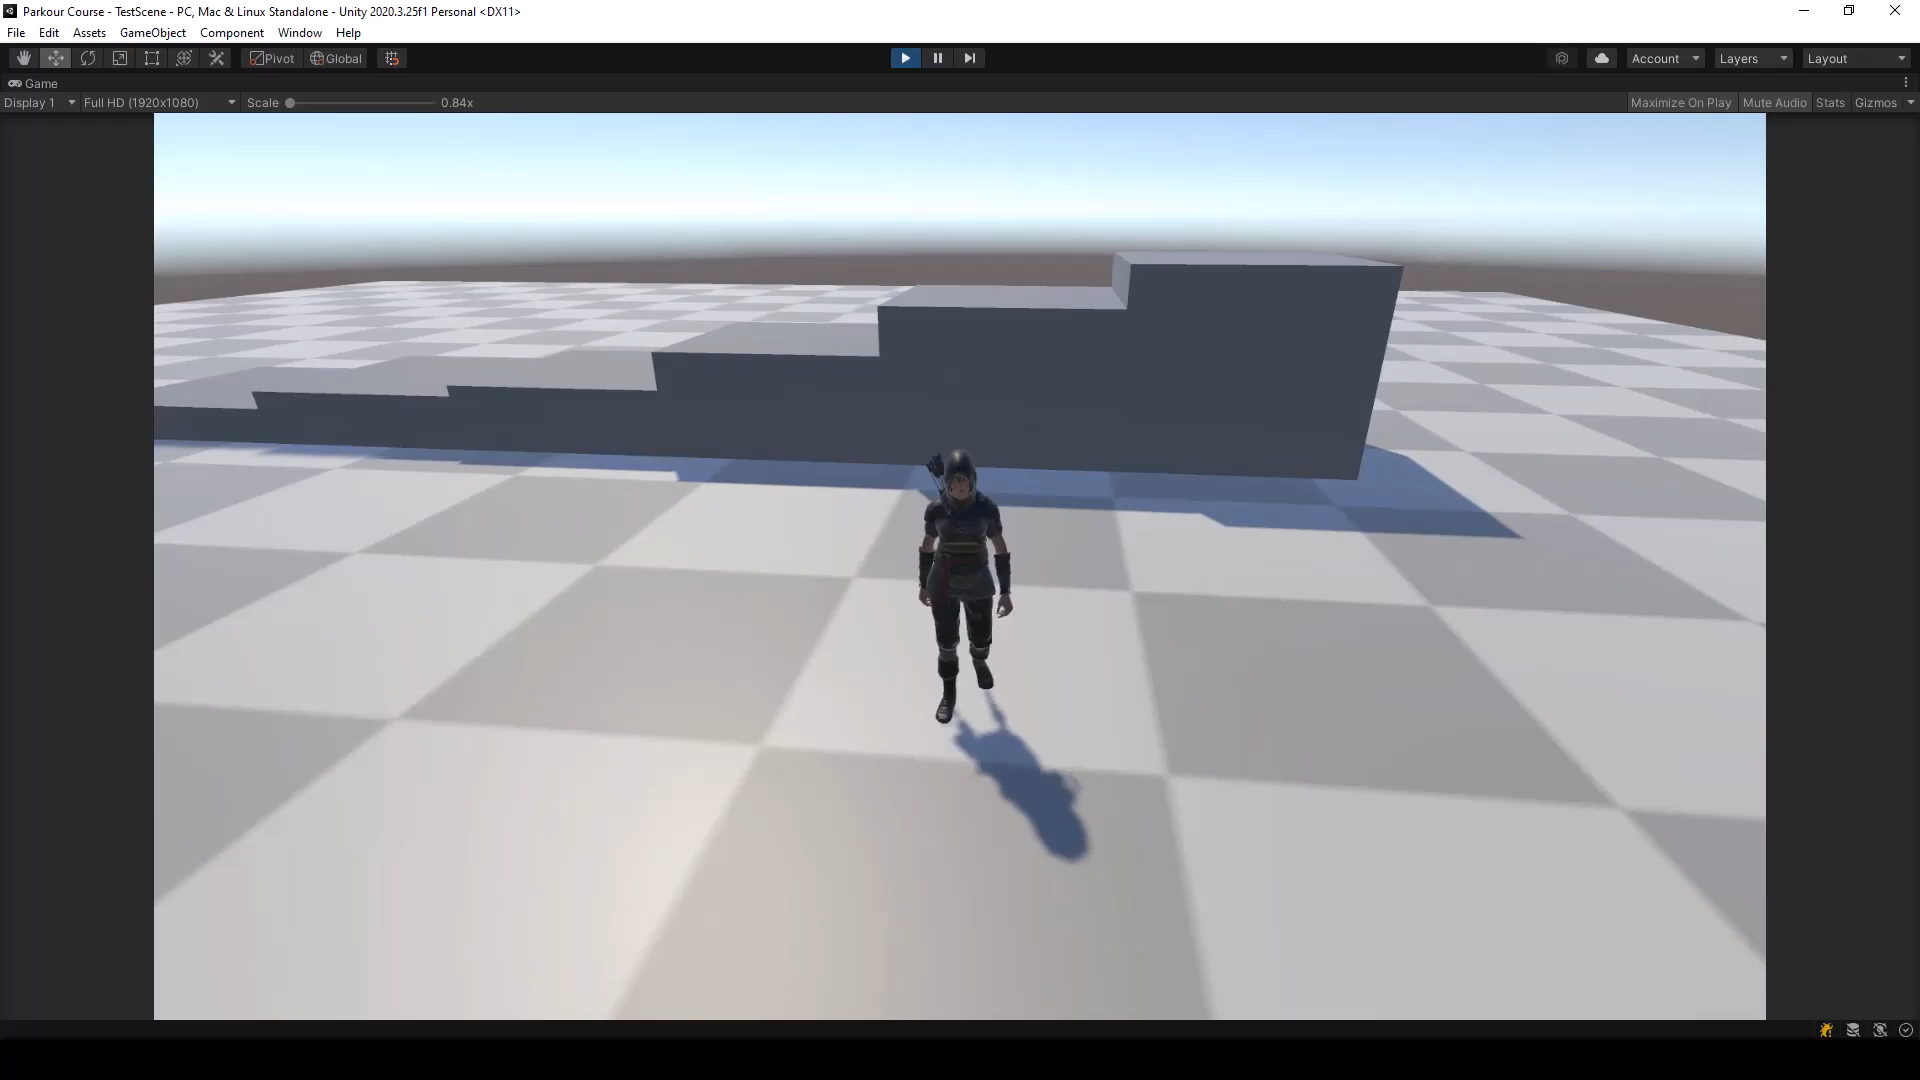 Parkour Course - TestScene - PC, Mac & Linux Standalone - Unity 2020.3.25f1 Personal <DX11>
File Edit Assets GameObject Component Window Help
Pivot Global Account Layers Layout
Game
Display 1 Full HD (1920x1080) Scale 0.84x Maximize On Play Mute Audio Stats Gizmos